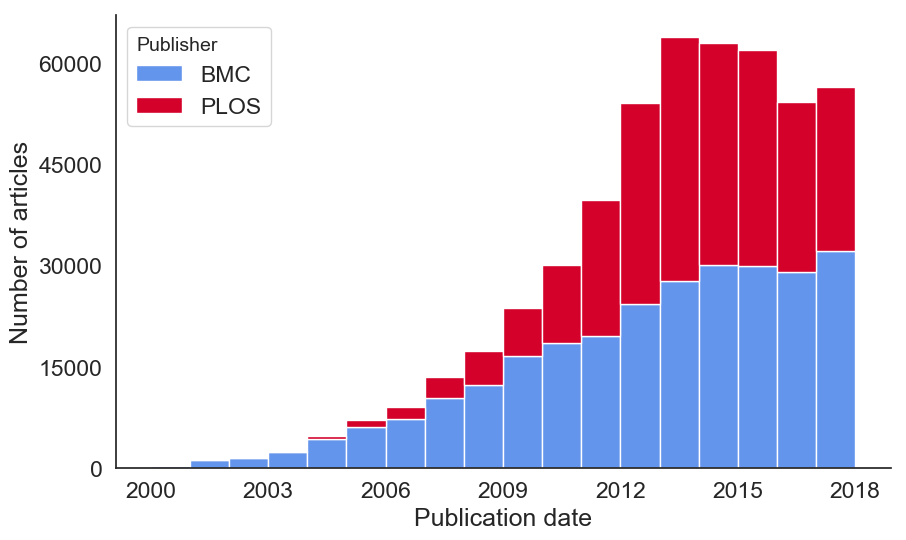 Publisher
BMC
PLOS
60000
45000
30000
15000
0
Number of articles
2000 2003 2006 2009 2012 2015 2018
Publication date